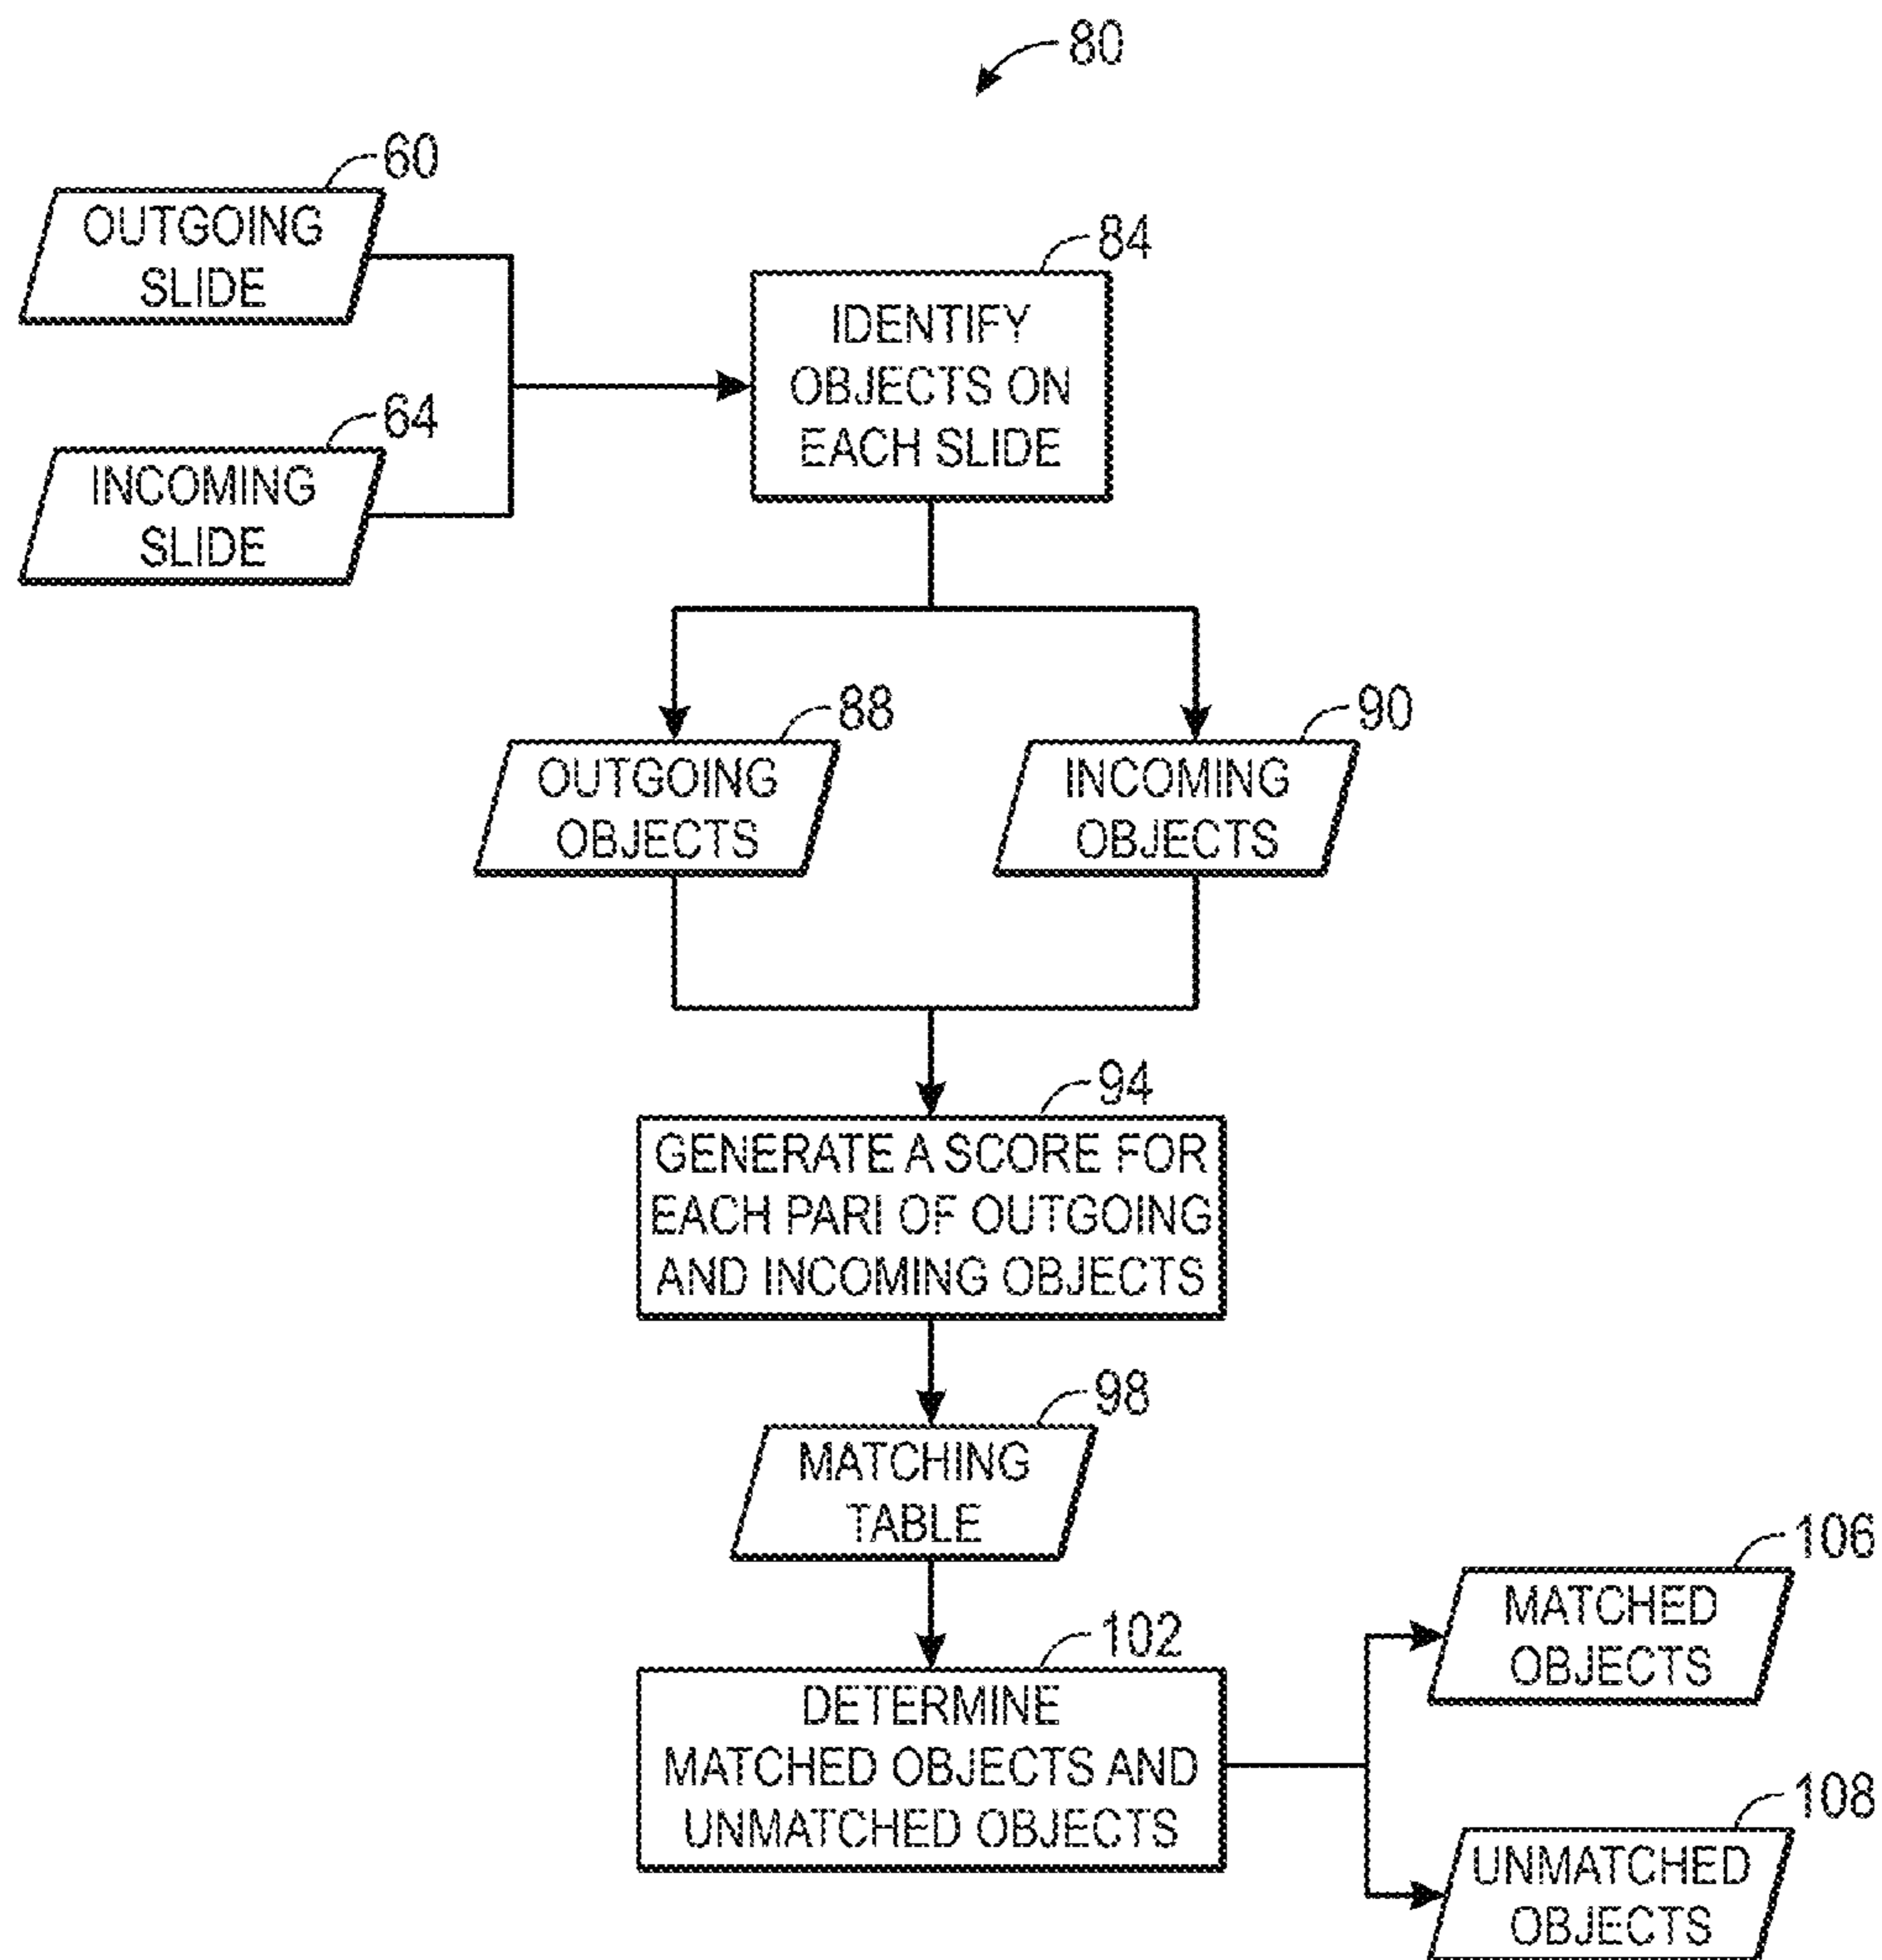 80
60
OUTGOING
SLIDE
84
IDENTIFY
OBJECTS ON
EACH SLIDE
64
INCOMING
SLIDE
88
OUTGOING
OBJECTS
90
INCOMING
OBJECTS
94
GENERATE A SCORE FOR
EACH PARI OF OUTGOING
AND INCOMING OBJECTS
98
MATCHING
TABLE
102
DETERMINE
MATCHED OBJECTS AND
UNMATCHED OBJECTS
106
MATCHED
OBJECTS
108
UNMATCHED
OBJECTS